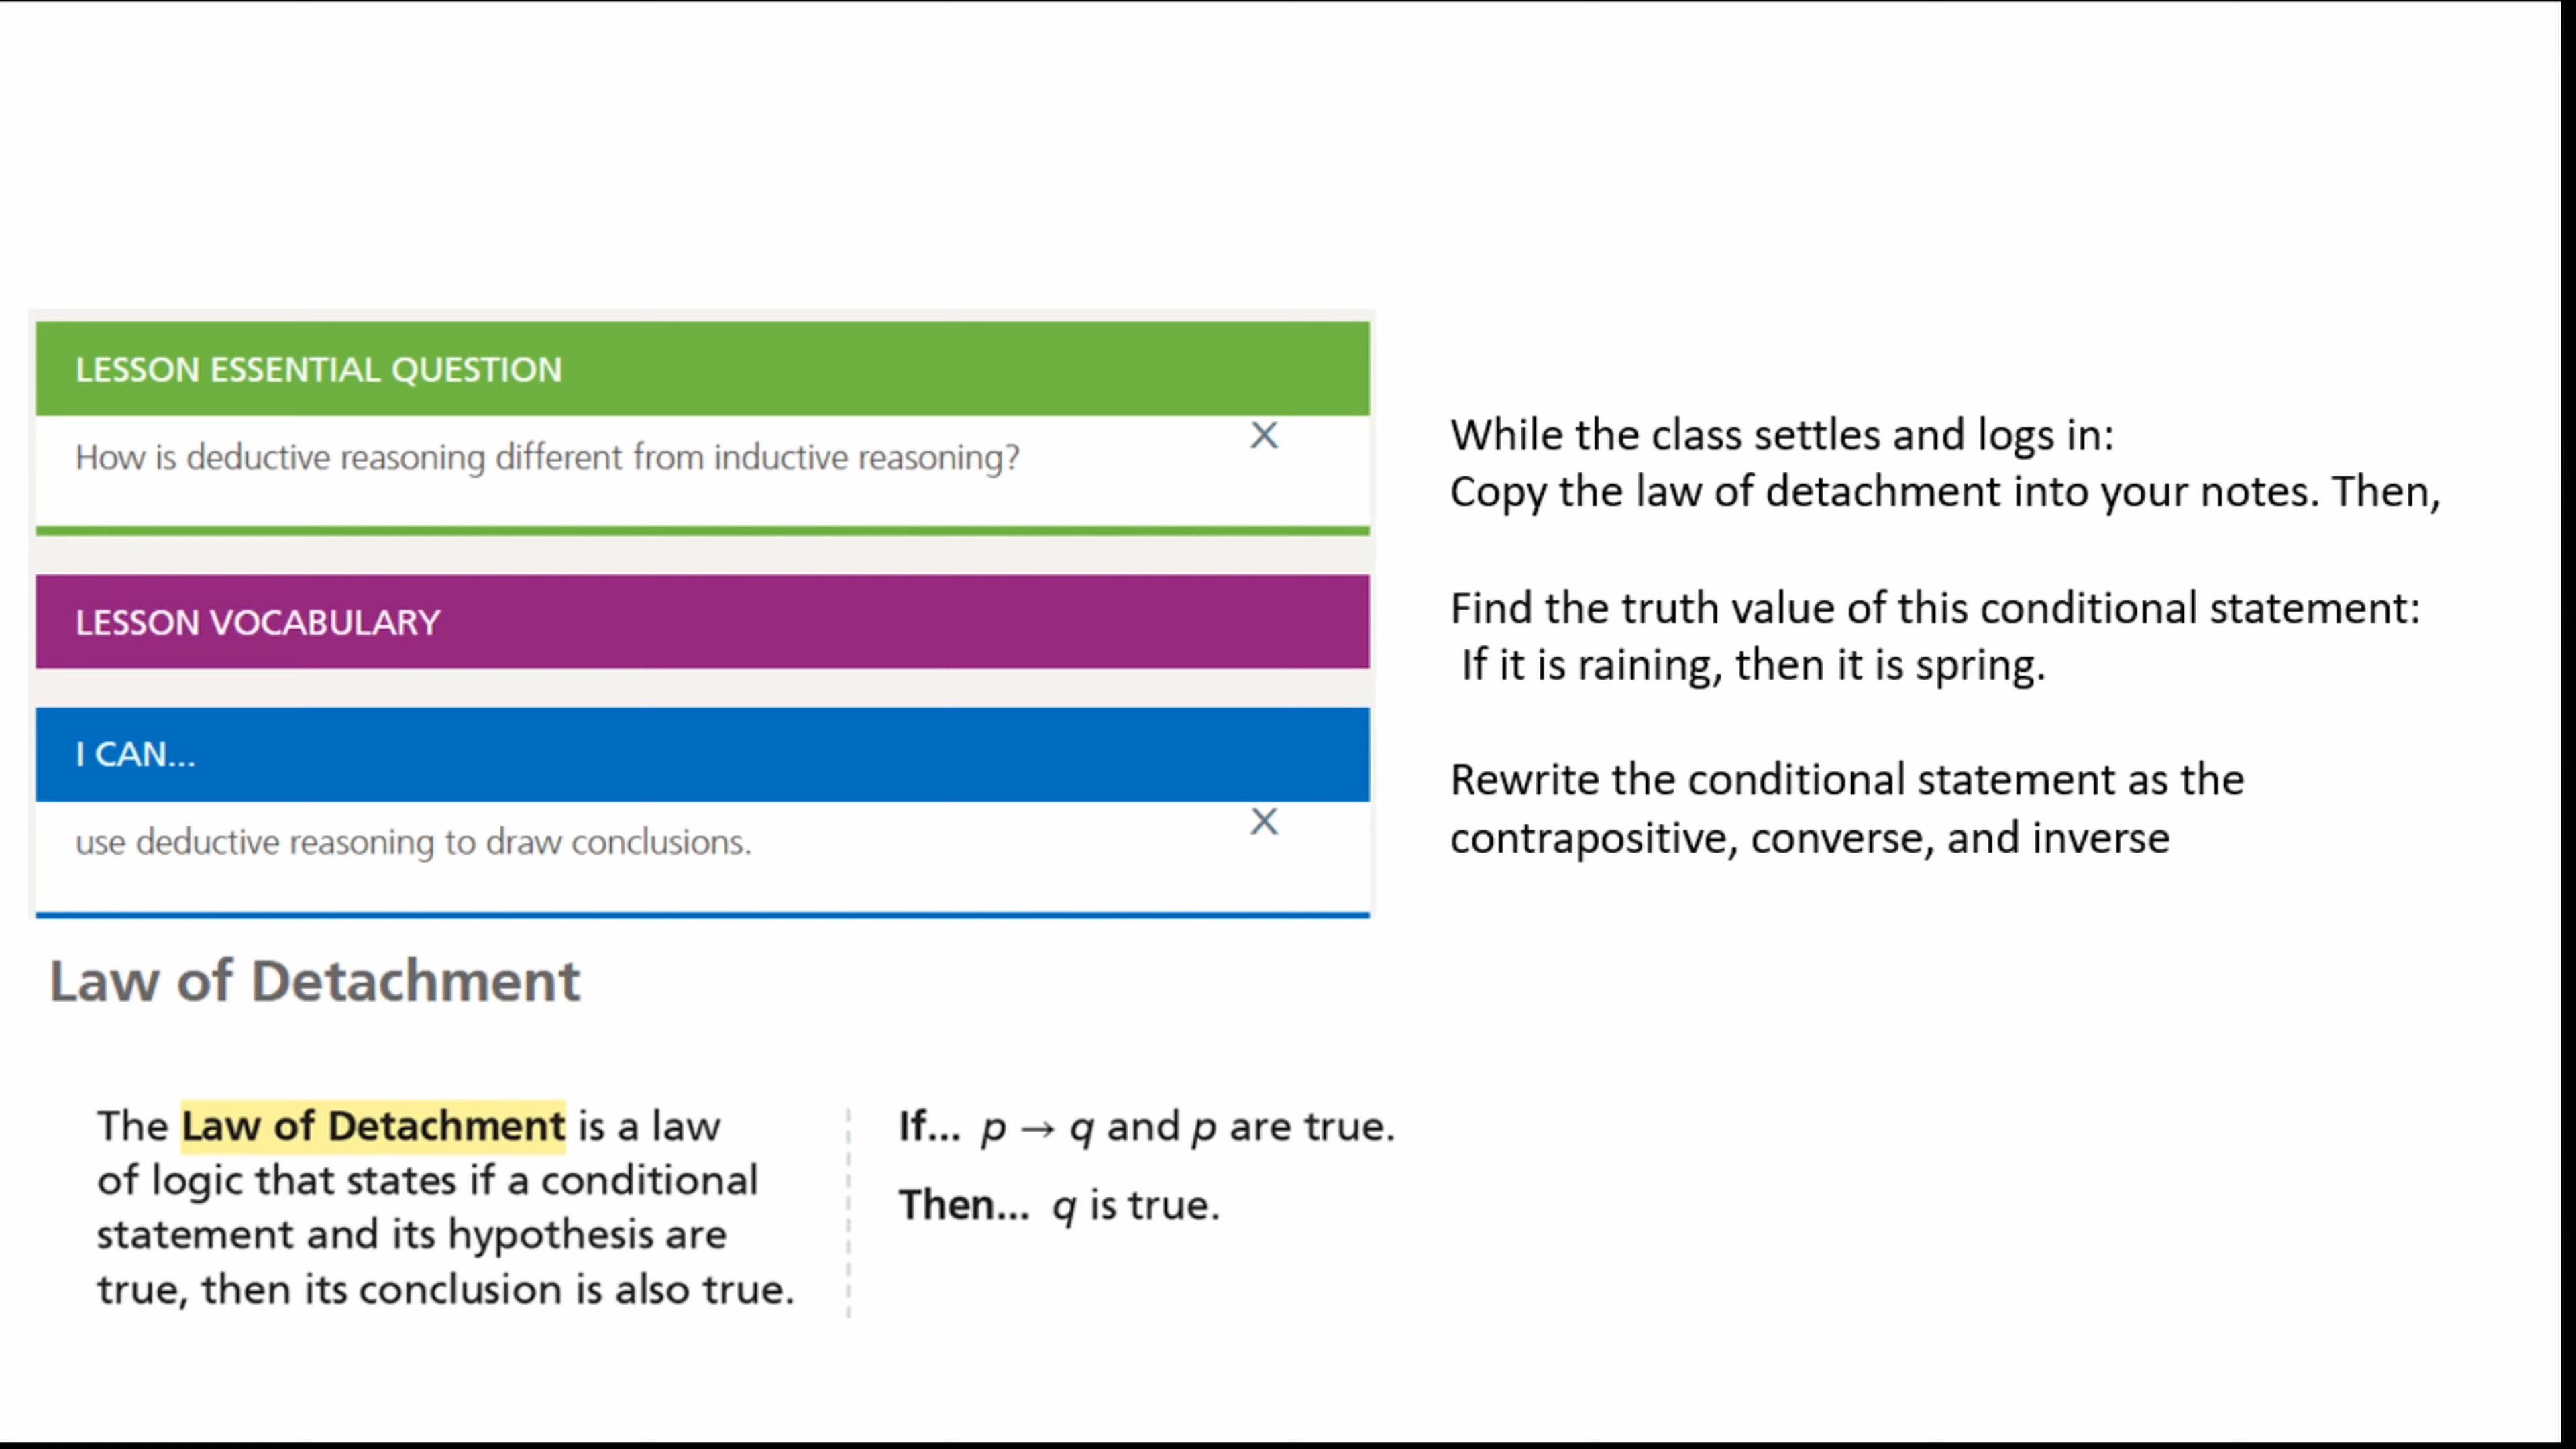 LESSON ESSENTIAL QUESTION
How is deductive reasoning different from inductive reasoning?
LESSON VOCABULARY
I CAN...
use deductive reasoning to draw conclusions.
While the class settles and logs in:
Copy the law of detachment into your notes. Then,
Find the truth value of this conditional statement:
If it is raining, then it is spring.
Rewrite the conditional statement as the
contrapositive, converse, and inverse
Law of Detachment
The Law of Detachment is a law
of logic that states if a conditional
statement and its hypothesis are
true, then its conclusion is also true.
If... p → q and p are true.
Then... q is true.